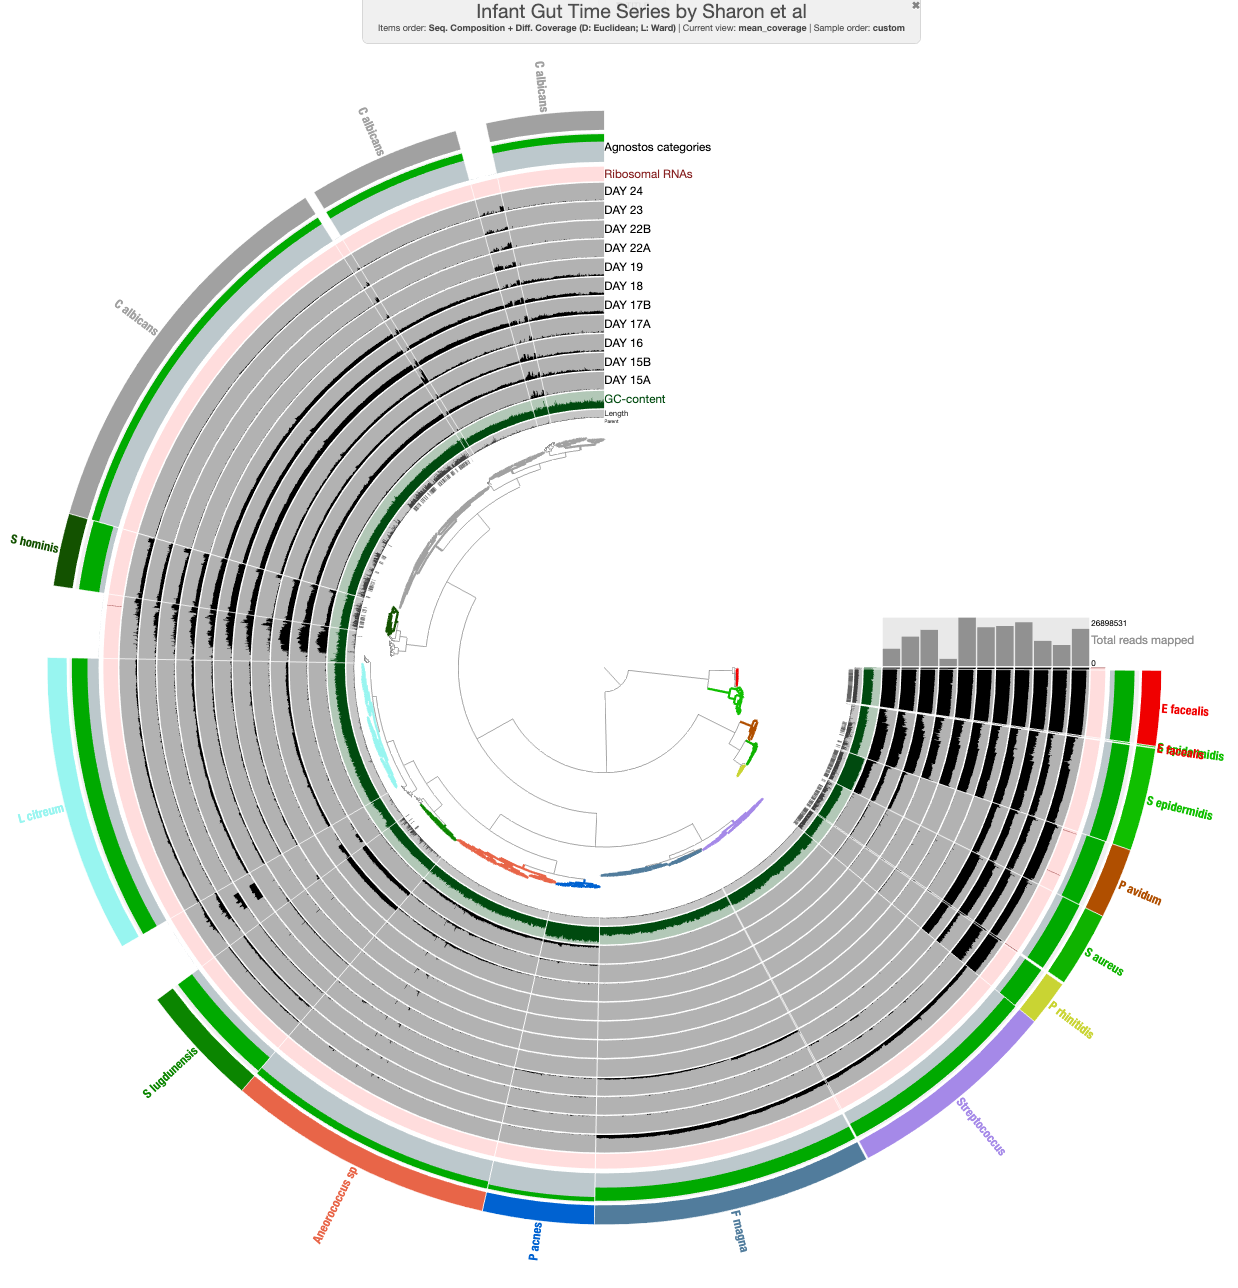 Infant Gut Time Series by Sharon et al
Items order: Seq. Composition + Diff. Coverage (D: Euclidean; L: Ward) | Current view: mean_coverage | Sample order: custom
C albicans
C albicans
C albicans
Agnostos categories
Ribosomal RNAs
DAY 24
DAY 23
DAY 22B
DAY 22A
DAY 19
DAY 18
DAY 17B
DAY 17A
DAY 16
DAY 15B
DAY 15A
GC-content
Length
Parent
S hominis
26898531
Total reads mapped
0
E facealis
S epidermidis
E facealis
S epidermidis
L citreum
P avidum
S aureus
P rhinitidis
S lugdunensis
Streptococcus
Aneorococcus sp
P acnes
F magna